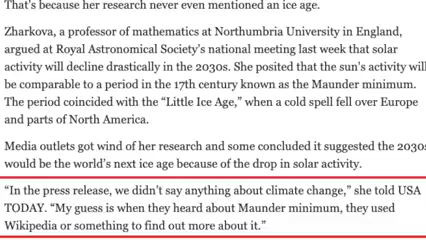 That’s because her research never even mentioned an ice age.
Zharkova, a professor of mathematics at Northumbria University in England,
argued at Royal Astronomical Society’s national meeting last week that solar
activity will decline drastically in the 2030s. She posited that the sun's activity will
be comparable to a period in the 17th century known as the Maunder minimum.
The period coincided with the “Little Ice Age,” when a cold spell fell over Europe
and parts of North America.
Media outlets got wind of her research and some concluded it suggested the 2030s
would be the world’s next ice age because of the drop in solar activity.
“In the press release, we didn’t say anything about climate change,” she told USA
TODAY. “My guess is when they heard about Maunder minimum, they used
Wikipedia or something to find out more about it.”